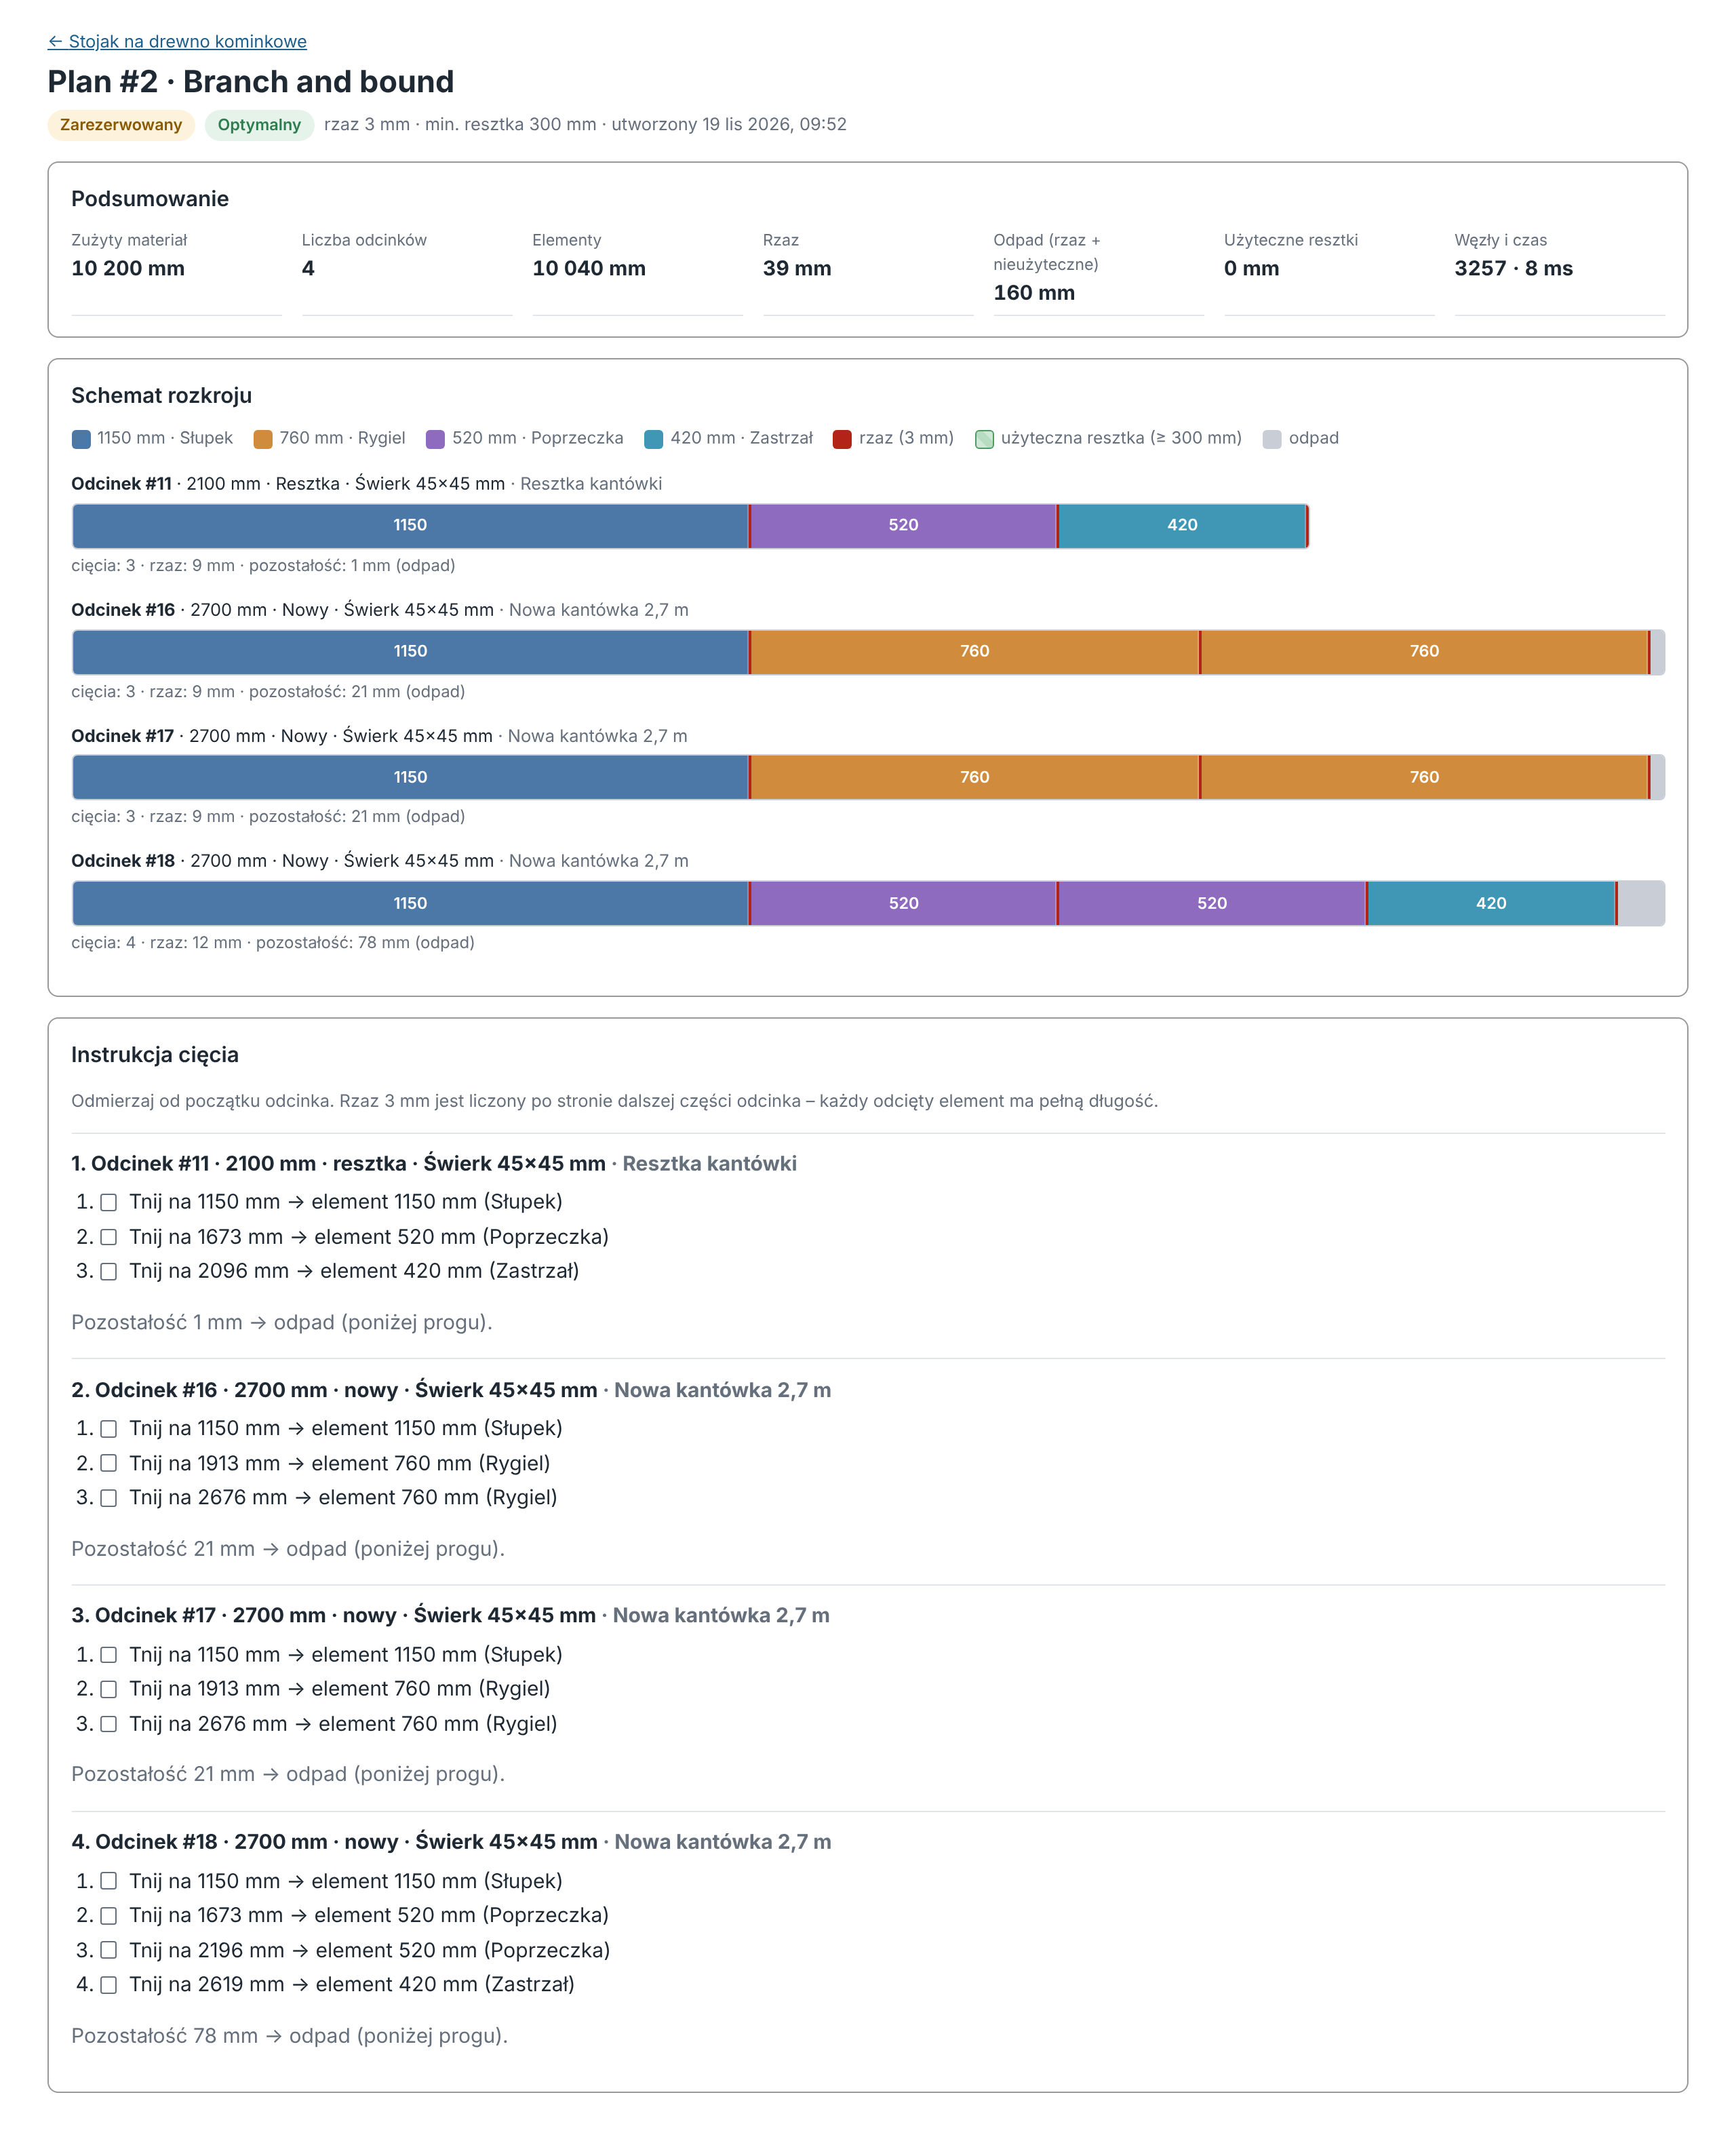 ← Stojak na drewno kominkowe
Plan #2 · Branch and bound
Zarezerwowany Optymalny rzaz 3 mm · min. resztka 300 mm · utworzony 19 lis 2026, 09:52
Podsumowanie
Zużyty materiał
10 200 mm
Liczba odcinków
4
Elementy
10 040 mm
Rzaz
39 mm
Odpad (rzaz +
nieużyteczne)
160 mm
Użyteczne resztki
0 mm
Węzły i czas
3257 · 8 ms
Schemat rozkroju
1150 mm · Słupek 760 mm · Rygiel 520 mm · Poprzeczka 420 mm · Zastrzał rzaz (3 mm) użyteczna resztka (≥ 300 mm) odpad
Odcinek #11 · 2100 mm · Resztka · Świerk 45×45 mm · Resztka kantówki
1150 520 420
cięcia: 3 · rzaz: 9 mm · pozostałość: 1 mm (odpad)
Odcinek #16 · 2700 mm · Nowy · Świerk 45×45 mm · Nowa kantówka 2,7 m
1150 760 760
cięcia: 3 · rzaz: 9 mm · pozostałość: 21 mm (odpad)
Odcinek #17 · 2700 mm · Nowy · Świerk 45×45 mm · Nowa kantówka 2,7 m
1150 760 760
cięcia: 3 · rzaz: 9 mm · pozostałość: 21 mm (odpad)
Odcinek #18 · 2700 mm · Nowy · Świerk 45×45 mm · Nowa kantówka 2,7 m
1150 520 520 420
cięcia: 4 · rzaz: 12 mm · pozostałość: 78 mm (odpad)
Instrukcja cięcia
Odmierzaj od początku odcinka. Rzaz 3 mm jest liczony po stronie dalszej części odcinka – każdy odcięty element ma pełną długość.
1. Odcinek #11 · 2100 mm · resztka · Świerk 45×45 mm · Resztka kantówki
1. Tnij na 1150 mm → element 1150 mm (Słupek)
2. Tnij na 1673 mm → element 520 mm (Poprzeczka)
3. Tnij na 2096 mm → element 420 mm (Zastrzał)
Pozostałość 1 mm → odpad (poniżej progu).
2. Odcinek #16 · 2700 mm · nowy · Świerk 45×45 mm · Nowa kantówka 2,7 m
1. Tnij na 1150 mm → element 1150 mm (Słupek)
2. Tnij na 1913 mm → element 760 mm (Rygiel)
3. Tnij na 2676 mm → element 760 mm (Rygiel)
Pozostałość 21 mm → odpad (poniżej progu).
3. Odcinek #17 · 2700 mm · nowy · Świerk 45×45 mm · Nowa kantówka 2,7 m
1. Tnij na 1150 mm → element 1150 mm (Słupek)
2. Tnij na 1913 mm → element 760 mm (Rygiel)
3. Tnij na 2676 mm → element 760 mm (Rygiel)
Pozostałość 21 mm → odpad (poniżej progu).
4. Odcinek #18 · 2700 mm · nowy · Świerk 45×45 mm · Nowa kantówka 2,7 m
1. Tnij na 1150 mm → element 1150 mm (Słupek)
2. Tnij na 1673 mm → element 520 mm (Poprzeczka)
3. Tnij na 2196 mm → element 520 mm (Poprzeczka)
4. Tnij na 2619 mm → element 420 mm (Zastrzał)
Pozostałość 78 mm → odpad (poniżej progu).